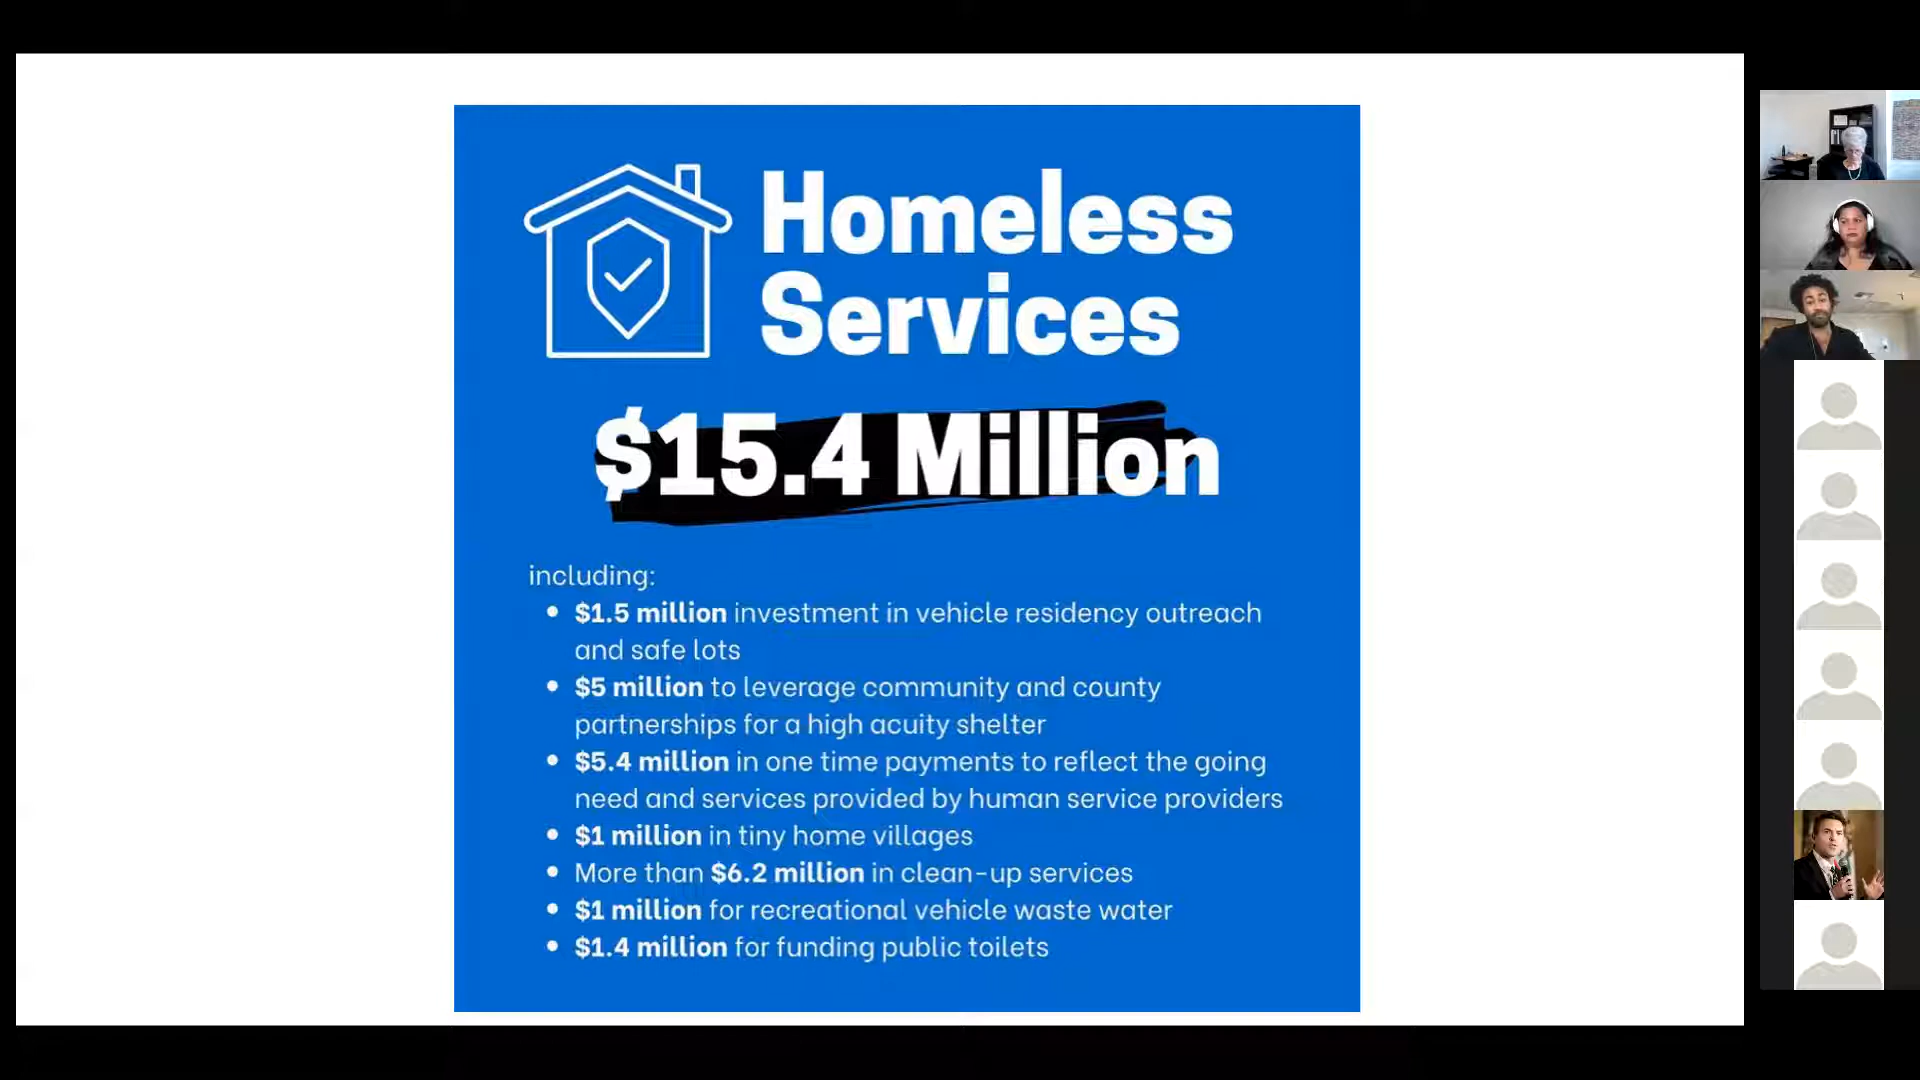 Homeless
Services
$15.4 Million
including:
• $1.5 million investment in vehicle residency outreach
and safe lots
• $5 million to leverage community and county
partnerships for a high acuity shelter
• $5.4 million in one time payments to reflect the going
need and services provided by human service providers
• $1 million in tiny home villages
• More than $6.2 million in clean-up services
• $1 million for recreational vehicle waste water
• $1.4 million for funding public toilets